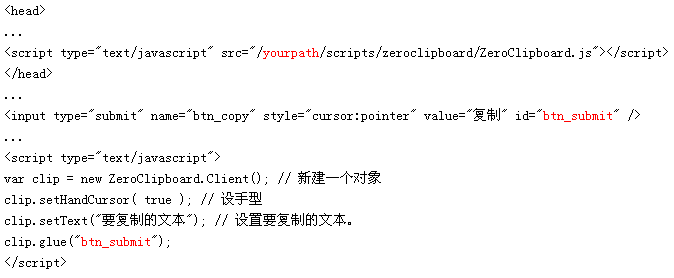 <head>
...
<script type="text/javascript" src="/yourpath/scripts/zeroclipboard/ZeroClipboard.js"></script>
</head>
...
<input type="submit" name="btn_copy" style="cursor:pointer" value="复制" id="btn_submit" />
...
<script type="text/javascript">
var clip = new ZeroClipboard.Client(); // 新建一个对象
clip.setHandCursor( true ); // 设手型
clip.setText("要复制的文本"); // 设置要复制的文本。
clip.glue("btn_submit");
</script>